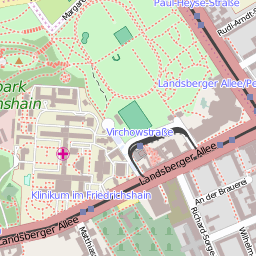 Paul-Heyse-Straße
Margar
Rudi-Arndt-S
Landsberger Allee/Pe
park
hshain
Virchowstraße
Landsberger Allee
Klinikum im Friedrichshain
An der Brauerei
Landsberger Allee
Matthias
Richard-Sorge
Wilhelm